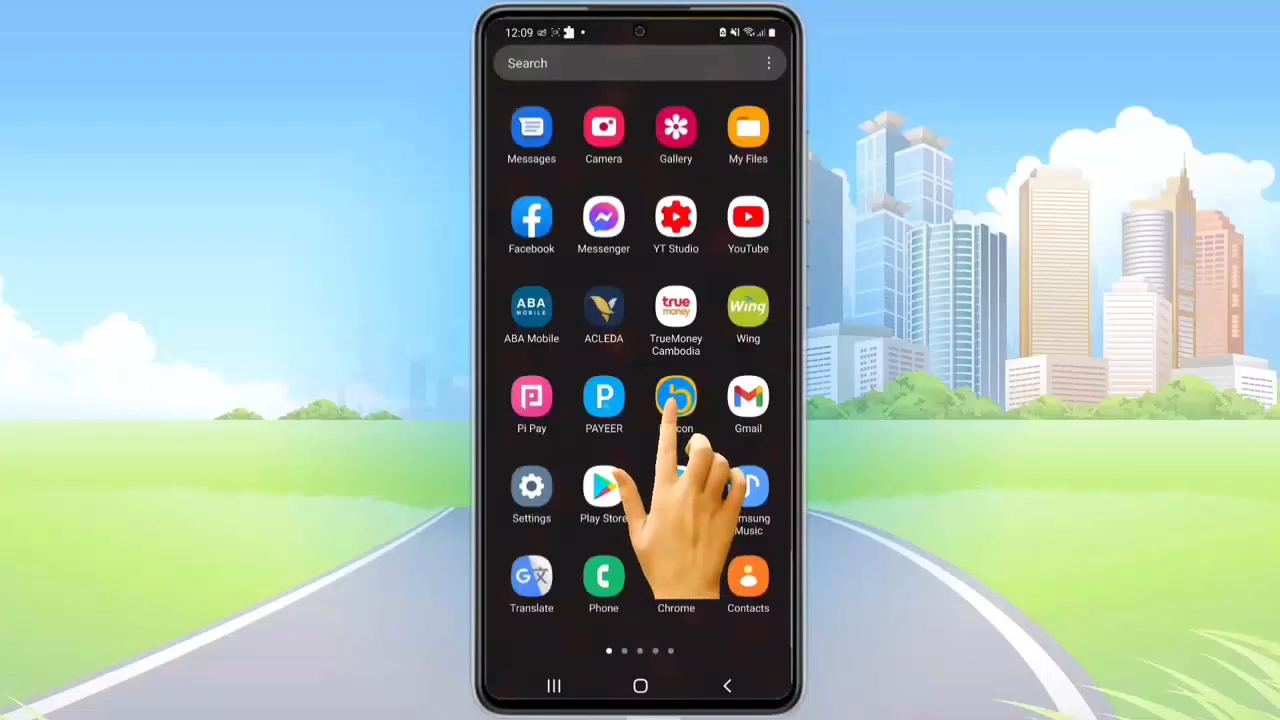 12:09
Search
Messages
Camera
Gallery
My Files
Facebook
Messenger
YT Studio
YouTube
ABA
MOBILE
true
money
Wing
ABA Mobile
ACLEDA
TrueMoney
Cambodia
Wing
P
Pi Pay
PAYEER
Gmail
Settings
Play Store
Music
G
Translate
Phone
Chrome
Contacts